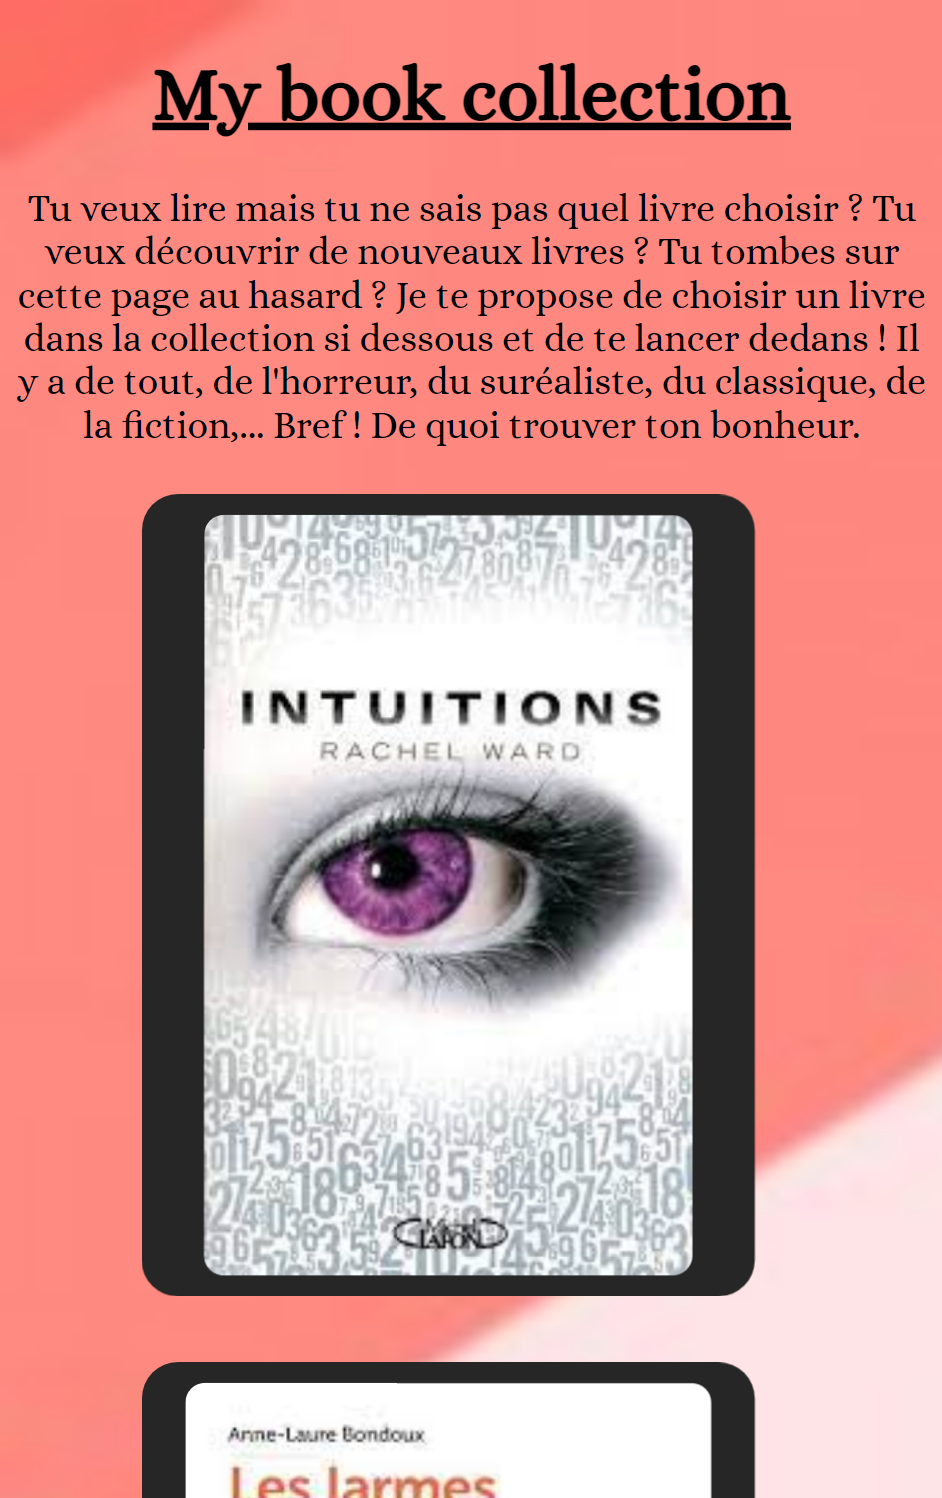 My book collection
Tu veux lire mais tu ne sais pas quel livre choisir ? Tu
veux découvrir de nouveaux livres ? Tu tombes sur
cette page au hasard ? Je te propose de choisir un livre
dans la collection si dessous et de te lancer dedans ! Il
y a de tout, de l'horreur, du suréaliste, du classique, de
la fiction,... Bref ! De quoi trouver ton bonheur.
INTUITIONS
RACHEL WARD
Michel
LAFON
Anne-Laure Bondoux
Les larmes